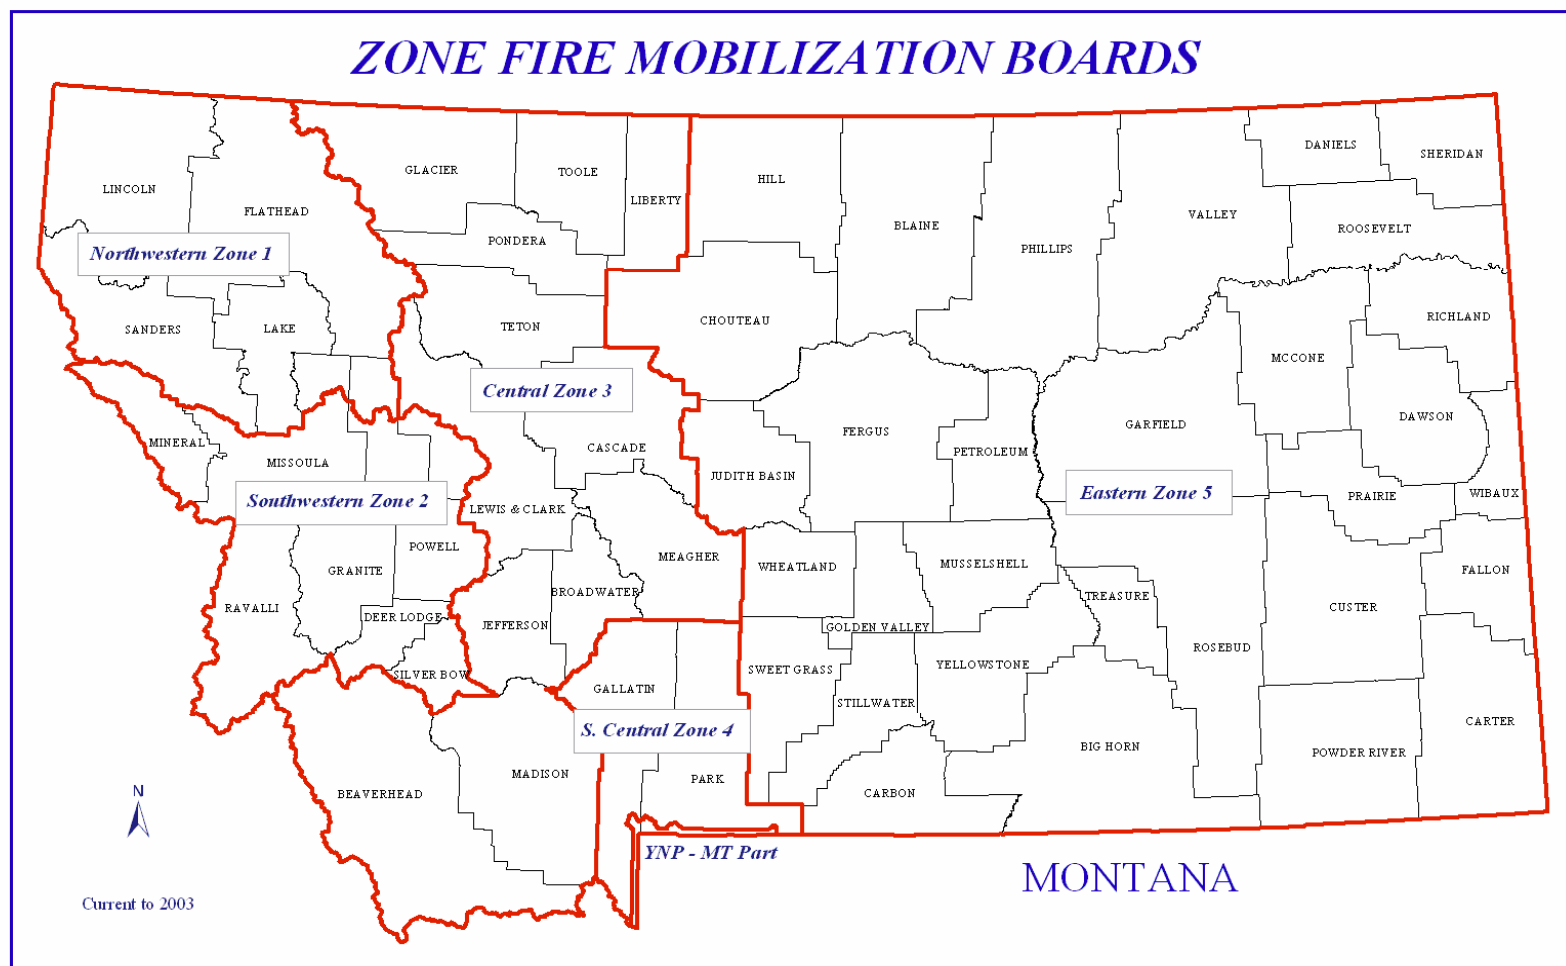 ZONE FIRE MOBILIZATION BOARDS
DANIELS
SHERIDAN
GLACIER
TOOLE
HILL
LINCOLN
LIBERTY
FLATHEAD
BLAINE
VALLEY
ROOSEVELT
PONDERA
PHILLIPS
Northwestern Zone 1
SANDERS
LAKE
TETON
CHOUTEAU
RICHLAND
MCCONE
Central Zone 3
DAWSON
GARFIELD
FERGUS
MINERAL
CASCADE
PETROLEUM
MISSOULA
JUDITH BASIN
Southwestern Zone 2
Eastern Zone 5
PRAIRIE
WIBAUX
LEWIS & CLARK
POWELL
MEAGHER
WHEATLAND
MUSSELSHELL
GRANITE
FALLON
BROADWATER
TREASURE
RAVALLI
CUSTER
DEER LODGE
JEFFERSON
GOLDEN VALLEY
ROSEBUD
SWEET GRASS
YELLOWSTONE
SILVER BOW
GALLATIN
STILLWATER
CARTER
S. Central Zone 4
BIG HORN
POWDER RIVER
MADISON
PARK
BEAVERHEAD
CARBON
N
YNP - MT Part
MONTANA
Current to 2003